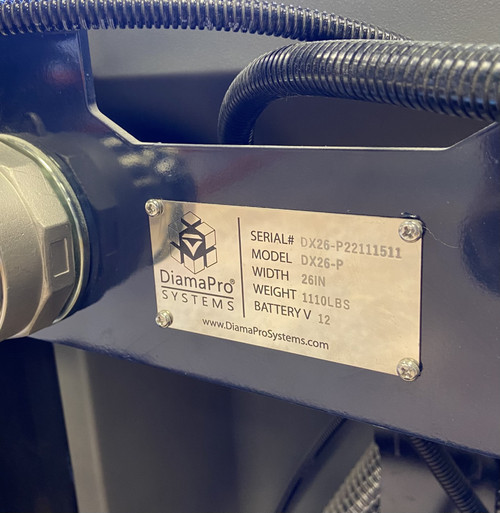 DiamaPro®
SYSTEMS
SERIAL# DX26-P22111511
MODEL DX26-P
WIDTH 26IN
WEIGHT 1110LBS
BATTERY V 12
www.DiamaProSystems.com